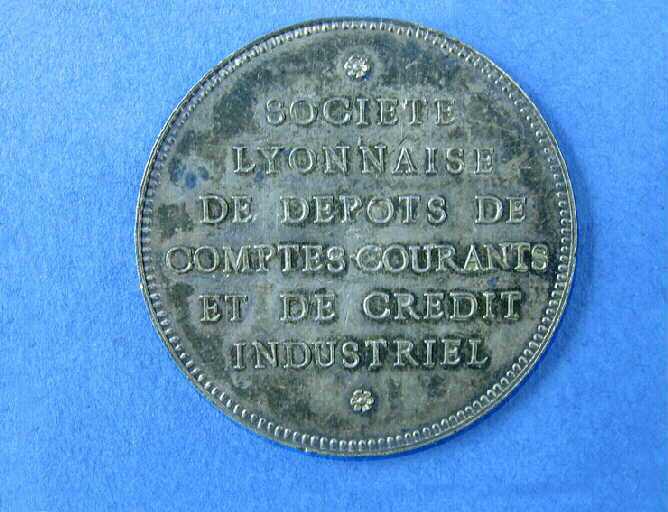 SOCIETE
LYONNAISE
DE DEPOTS DE
COMPTES-COURANTS
ET DE CREDIT
INDUSTRIEL